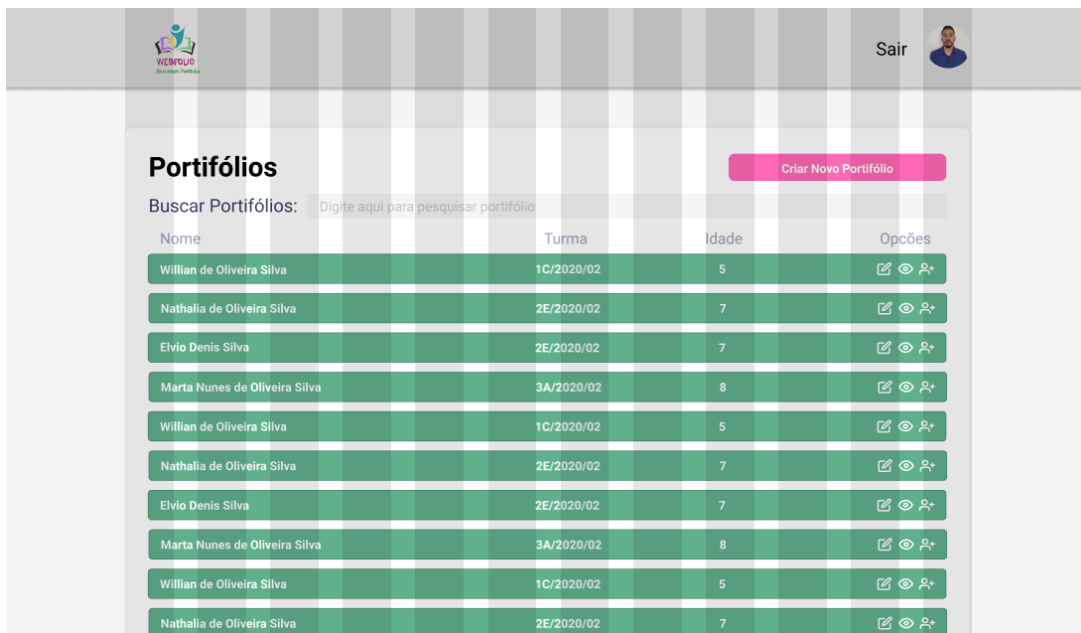 WEBFOLIO
Sair
Portifólios
Criar Novo Portifólio
Buscar Portifólios: Digite aqui para pesquisar portifólio
Nome Turma Idade Opcões
Willian de Oliveira Silva 1C/2020/02 5
Nathalia de Oliveira Silva 2E/2020/02 7
Elvio Denis Silva 2E/2020/02 7
Marta Nunes de Oliveira Silva 3A/2020/02 8
Willian de Oliveira Silva 1C/2020/02 5
Nathalia de Oliveira Silva 2E/2020/02 7
Elvio Denis Silva 2E/2020/02 7
Marta Nunes de Oliveira Silva 3A/2020/02 8
Willian de Oliveira Silva 1C/2020/02 5
Nathalia de Oliveira Silva 2E/2020/02 7